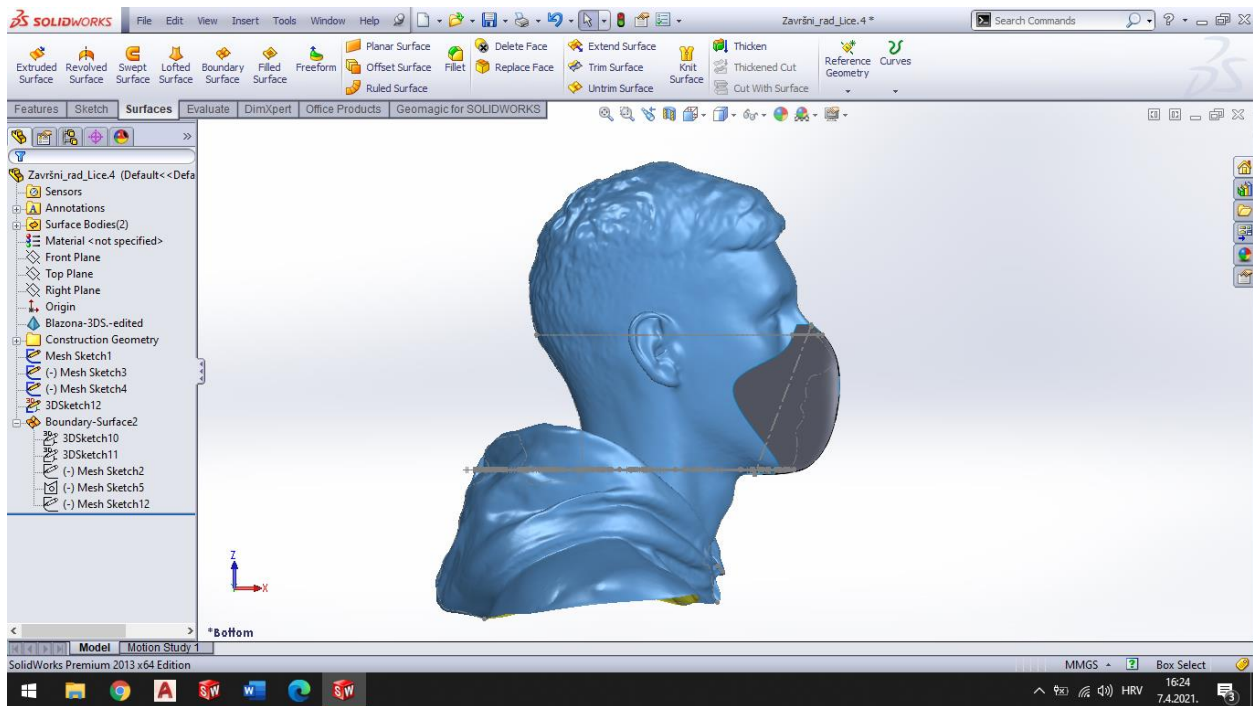 SOLIDWORKS File Edit View Insert Tools Window Help Završni_rad_Lice.4 * Search Commands
Extruded Surface
Revolved Surface
Swept Surface
Lofted Surface
Boundary Surface
Filled Surface
Freeform
Planar Surface
Offset Surface
Ruled Surface
Fillet
Delete Face
Replace Face
Extend Surface
Trim Surface
Untrim Surface
Knit Surface
Thicken
Thickened Cut
Cut With Surface
Reference Geometry
Curves
Features Sketch Surfaces Evaluate DimXpert Office Products Geomagic for SOLIDWORKS
Završni_rad_Lice.4 (Default<<Defa
Sensors
Annotations
Surface Bodies(2)
Material <not specified>
Front Plane
Top Plane
Right Plane
Origin
Blazona-3DS.-edited
Construction Geometry
Mesh Sketch1
(-) Mesh Sketch3
(-) Mesh Sketch4
3DSketch12
Boundary-Surface2
3DSketch10
3DSketch11
(-) Mesh Sketch2
(-) Mesh Sketch5
(-) Mesh Sketch12
Z
X
*Bottom
Model Motion Study 1
SolidWorks Premium 2013 x64 Edition MMGS Box Select
HRV 16:24
7.4.2021.
3